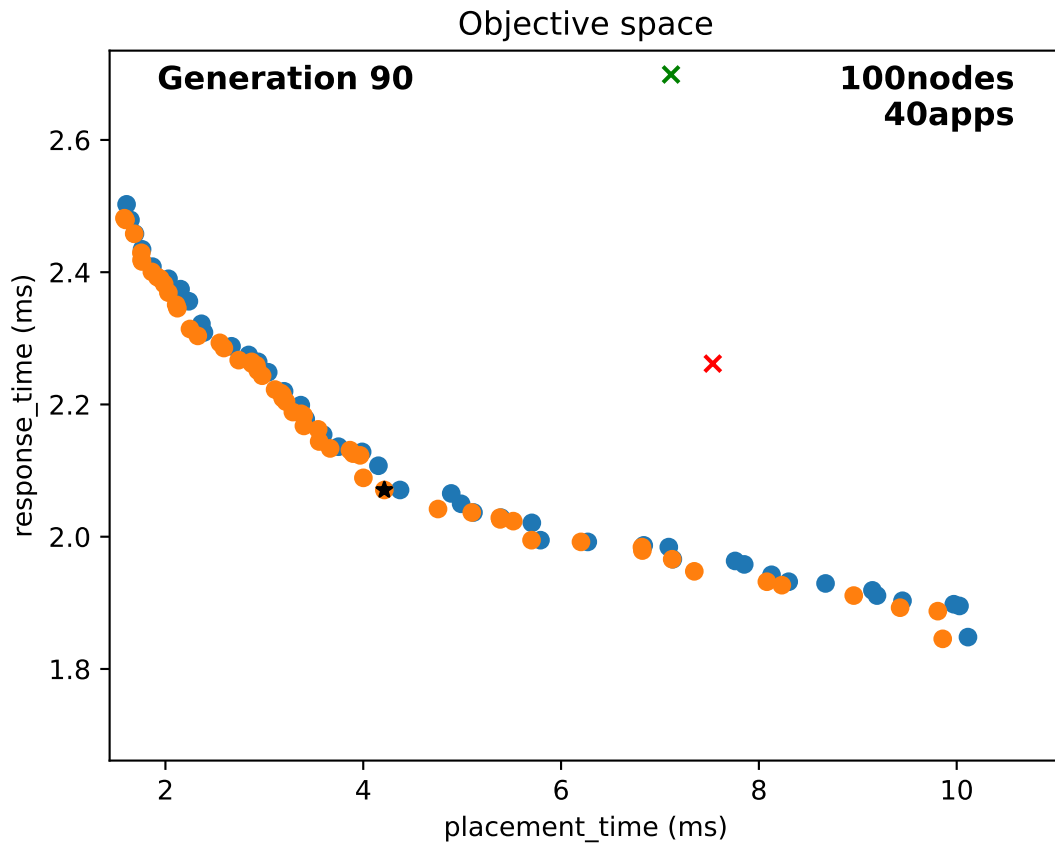 Objective space
Generation 90
100nodes
40apps
2.6
2.4
2.2
2.0
1.8
response_time (ms)
2 4 6 8 10
placement_time (ms)